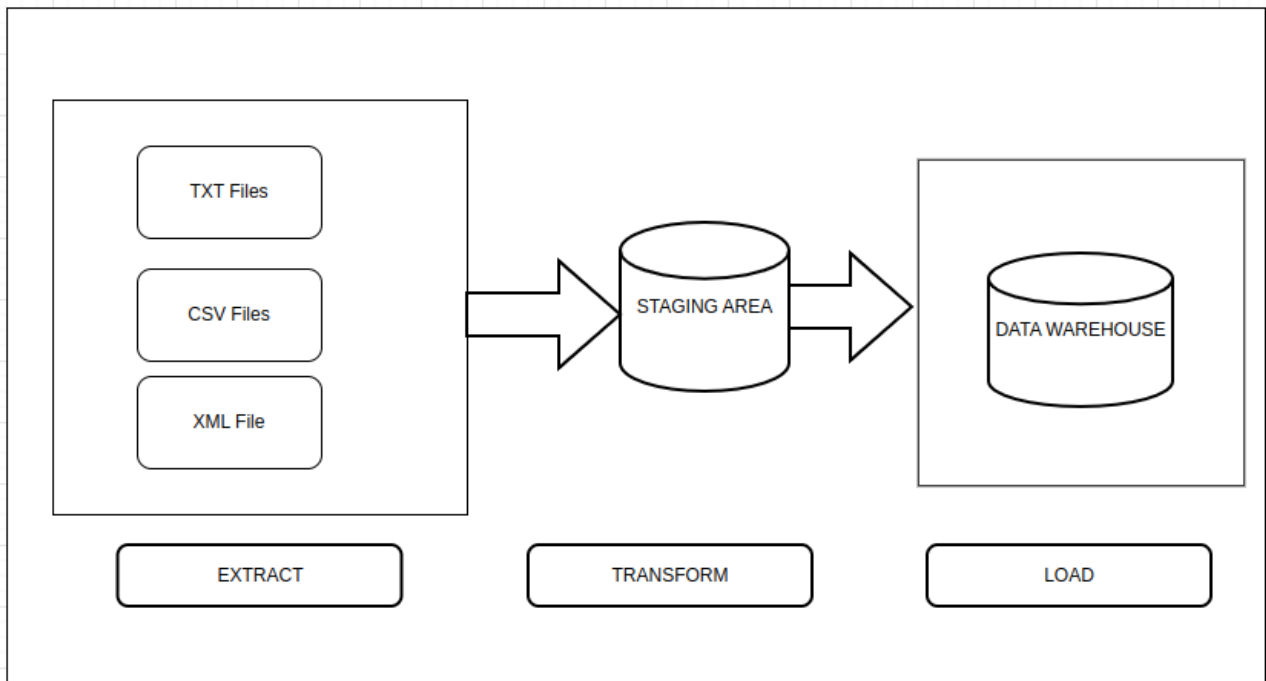 TXT Files
CSV Files
XML File
STAGING AREA
DATA WAREHOUSE
EXTRACT
TRANSFORM
LOAD